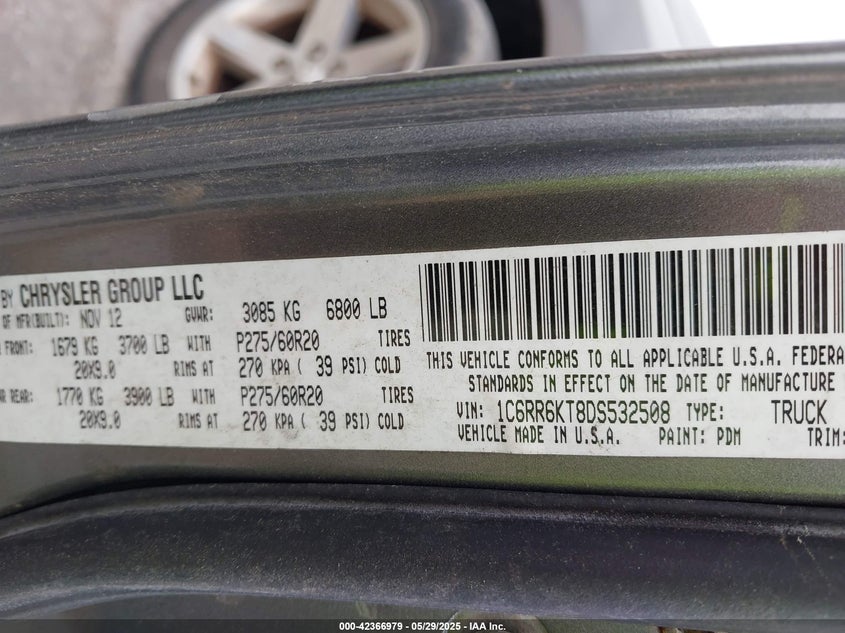 BY CHRYSLER GROUP LLC
OF MFR(BUILT): NOV 12 GVWR: 3085 KG 6800 LB
FRONT: 1679 KG 3700 LB WITH P275/60R20 TIRES
20X9.0 RIMS AT 270 KPA ( 39 PSI) COLD
REAR: 1770 KG 3900 LB WITH P275/60R20 TIRES
20X9.0 RIMS AT 270 KPA ( 39 PSI) COLD
THIS VEHICLE CONFORMS TO ALL APPLICABLE U.S.A. FEDERA
STANDARDS IN EFFECT ON THE DATE OF MANUFACTURE
VIN: 1C6RR6KT8DS532508 TYPE: TRUCK
VEHICLE MADE IN U.S.A. PAINT: PDM TRIM:
000-42366979 • 05/29/2025 • IAA Inc.